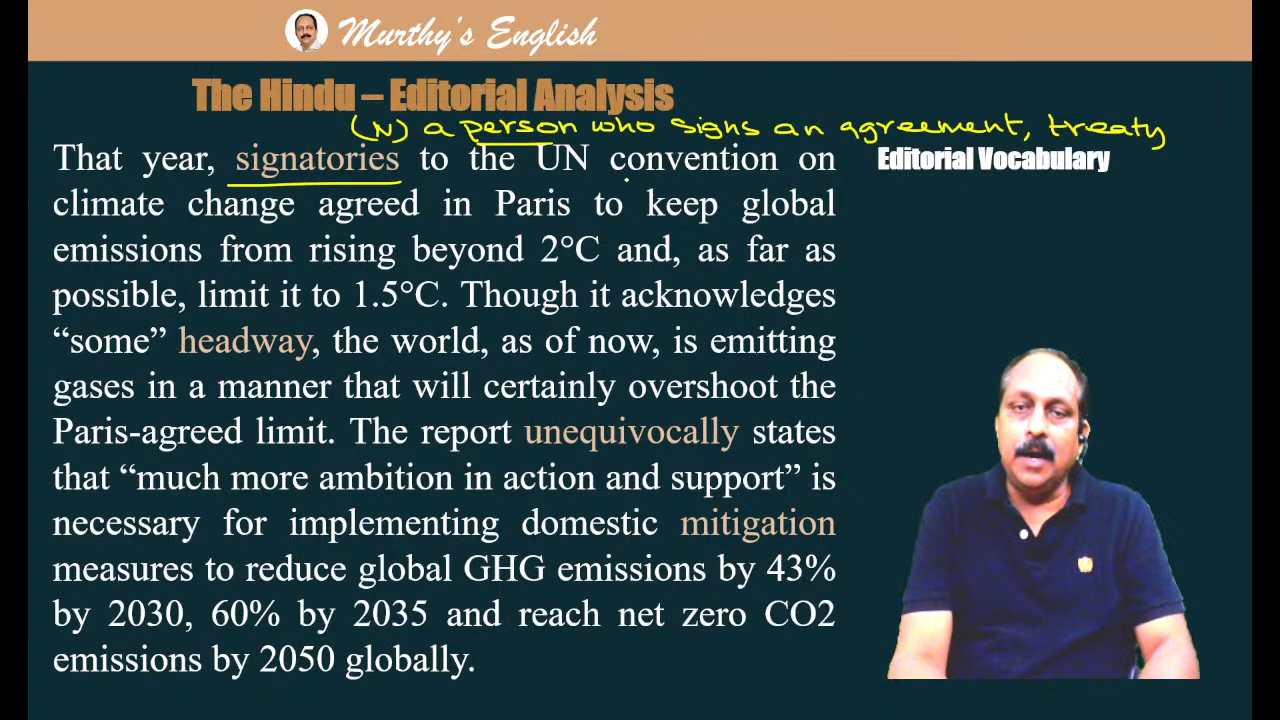 Murthy's English
The Hindu – Editorial Analysis
(N) a person who signs an agreement, treaty
That year, signatories to the UN convention on
climate change agreed in Paris to keep global
emissions from rising beyond 2°C and, as far as
possible, limit it to 1.5°C. Though it acknowledges
“some” headway, the world, as of now, is emitting
gases in a manner that will certainly overshoot the
Paris-agreed limit. The report unequivocally states
that “much more ambition in action and support” is
necessary for implementing domestic mitigation
measures to reduce global GHG emissions by 43%
by 2030, 60% by 2035 and reach net zero CO2
emissions by 2050 globally.
Editorial Vocabulary